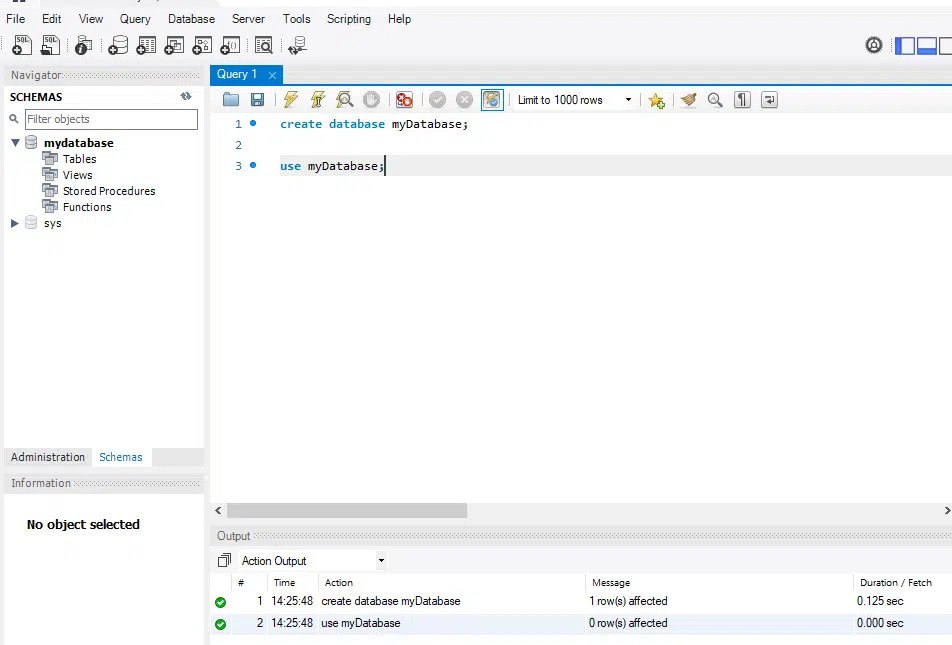 File Edit View Query Database Server Tools Scripting Help
SQL SQL
Navigator
SCHEMAS
Filter objects
mydatabase
Tables
Views
Stored Procedures
Functions
sys
Administration Schemas
Information
No object selected
Query 1
Limit to 1000 rows
1 create database myDatabase;
2
3 use myDatabase;
Output
Action Output
# Time Action Message Duration / Fetch
1 14:25:48 create database myDatabase 1 row(s) affected 0.125 sec
2 14:25:48 use myDatabase 0 row(s) affected 0.000 sec